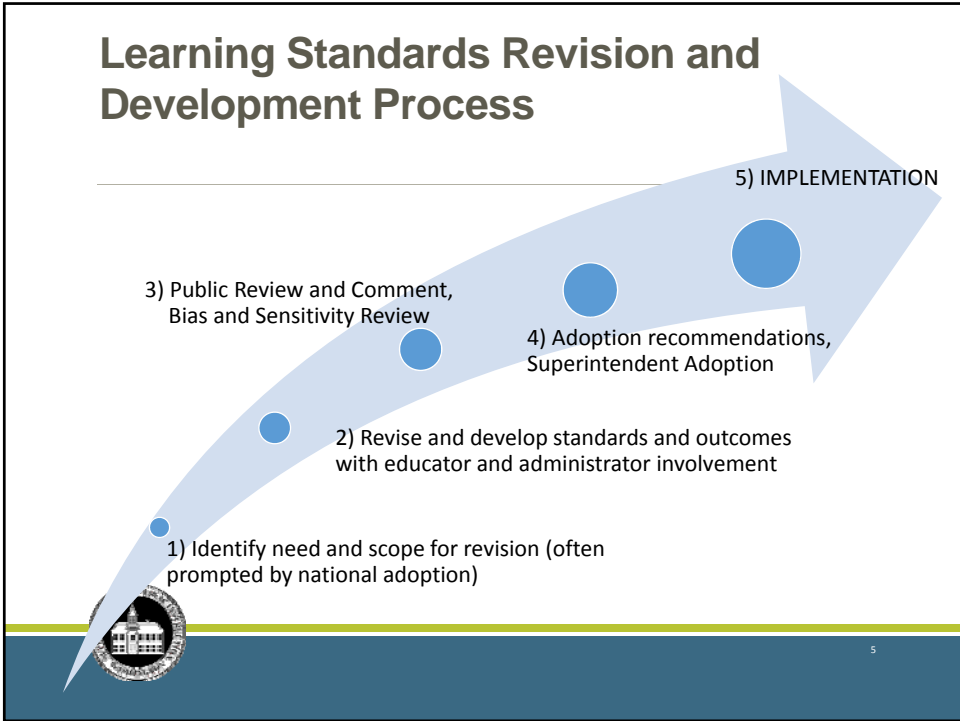 Learning Standards Revision and
Development Process
5) IMPLEMENTATION
3) Public Review and Comment,
Bias and Sensitivity Review
4) Adoption recommendations,
Superintendent Adoption
2) Revise and develop standards and outcomes
with educator and administrator involvement
1) Identify need and scope for revision (often
prompted by national adoption)
5